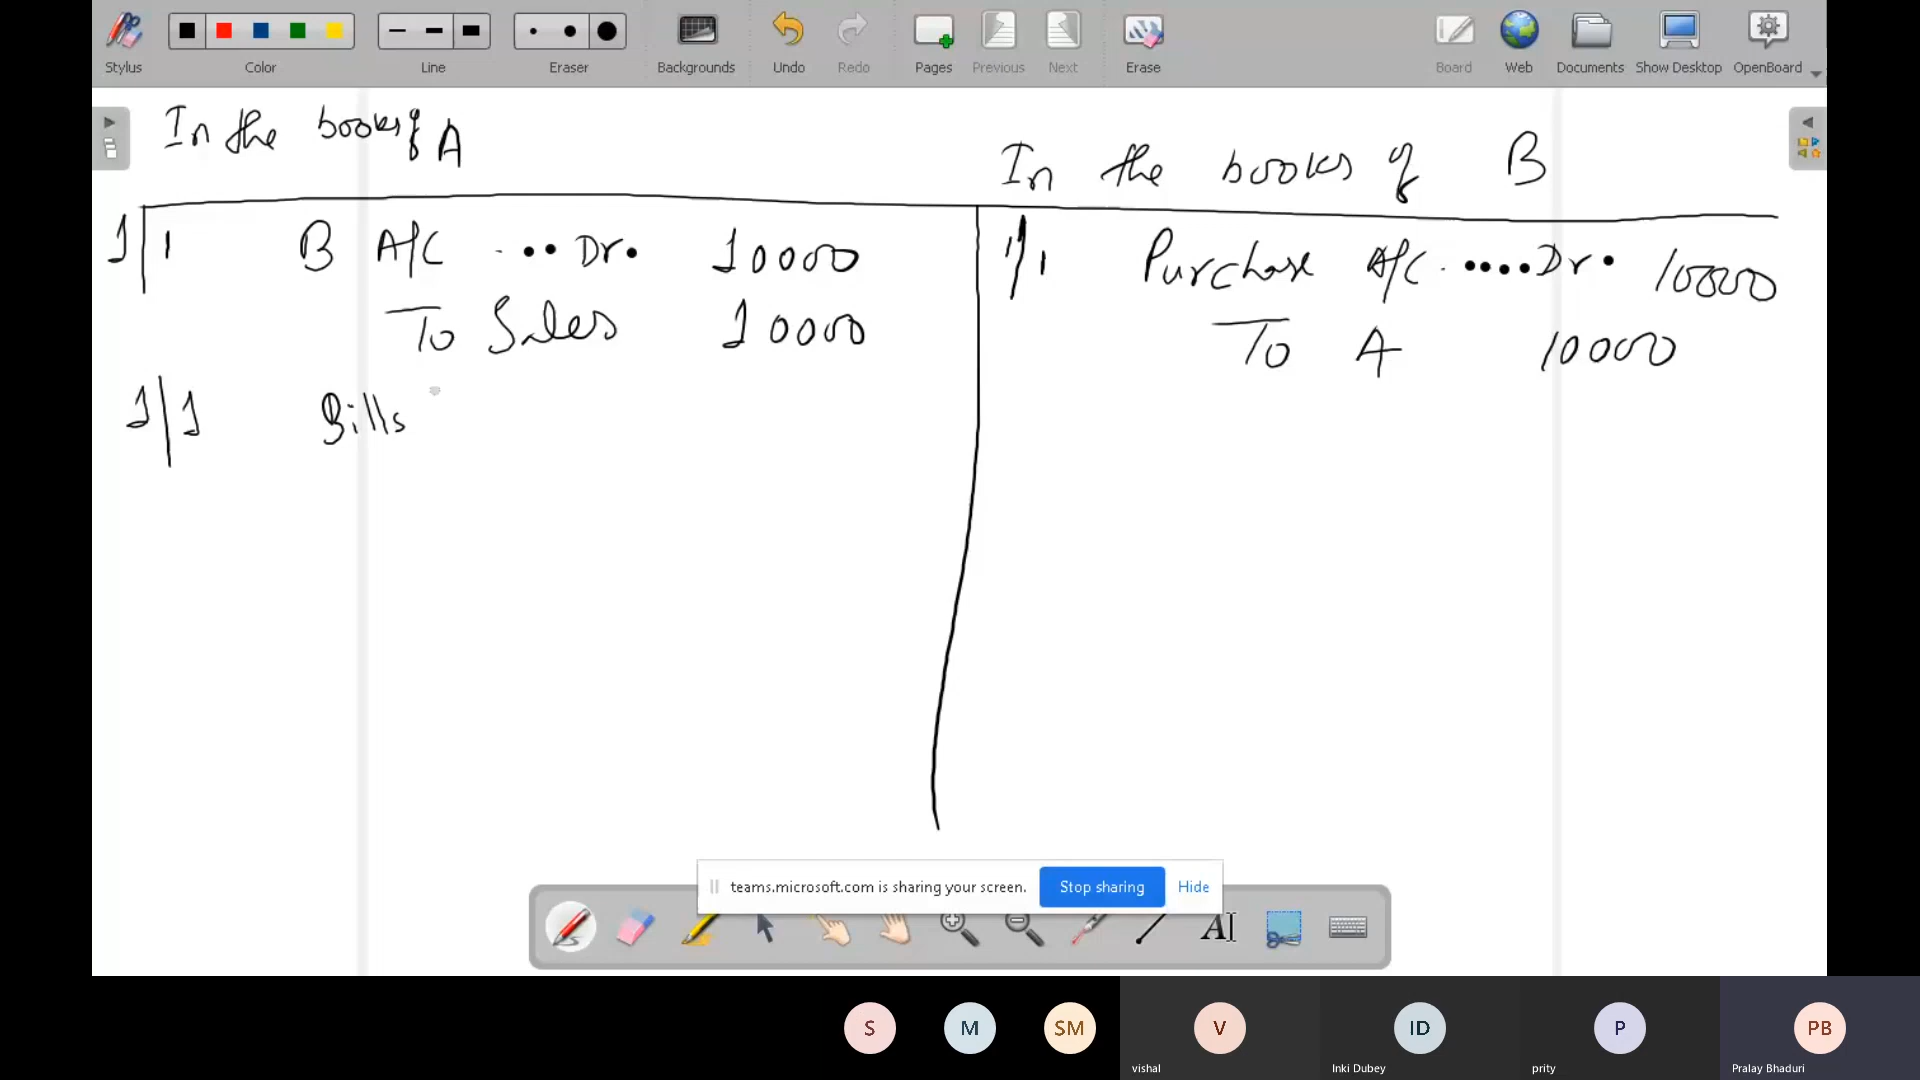 Stylus Color Line Eraser Backgrounds Undo Redo Pages Previous Next Erase Board Web Documents Show Desktop OpenBoard
In the books of A
In the books of B
1/1 B A/C ... Dr. 10000
To Sales 10000
1/1 Bills
1/1 Purchase A/C ..... Dr. 10000
To A 10000
teams.microsoft.com is sharing your screen. Stop sharing Hide
S M SM V ID P PB
vishal Inki Dubey prity Pralay Bhaduri